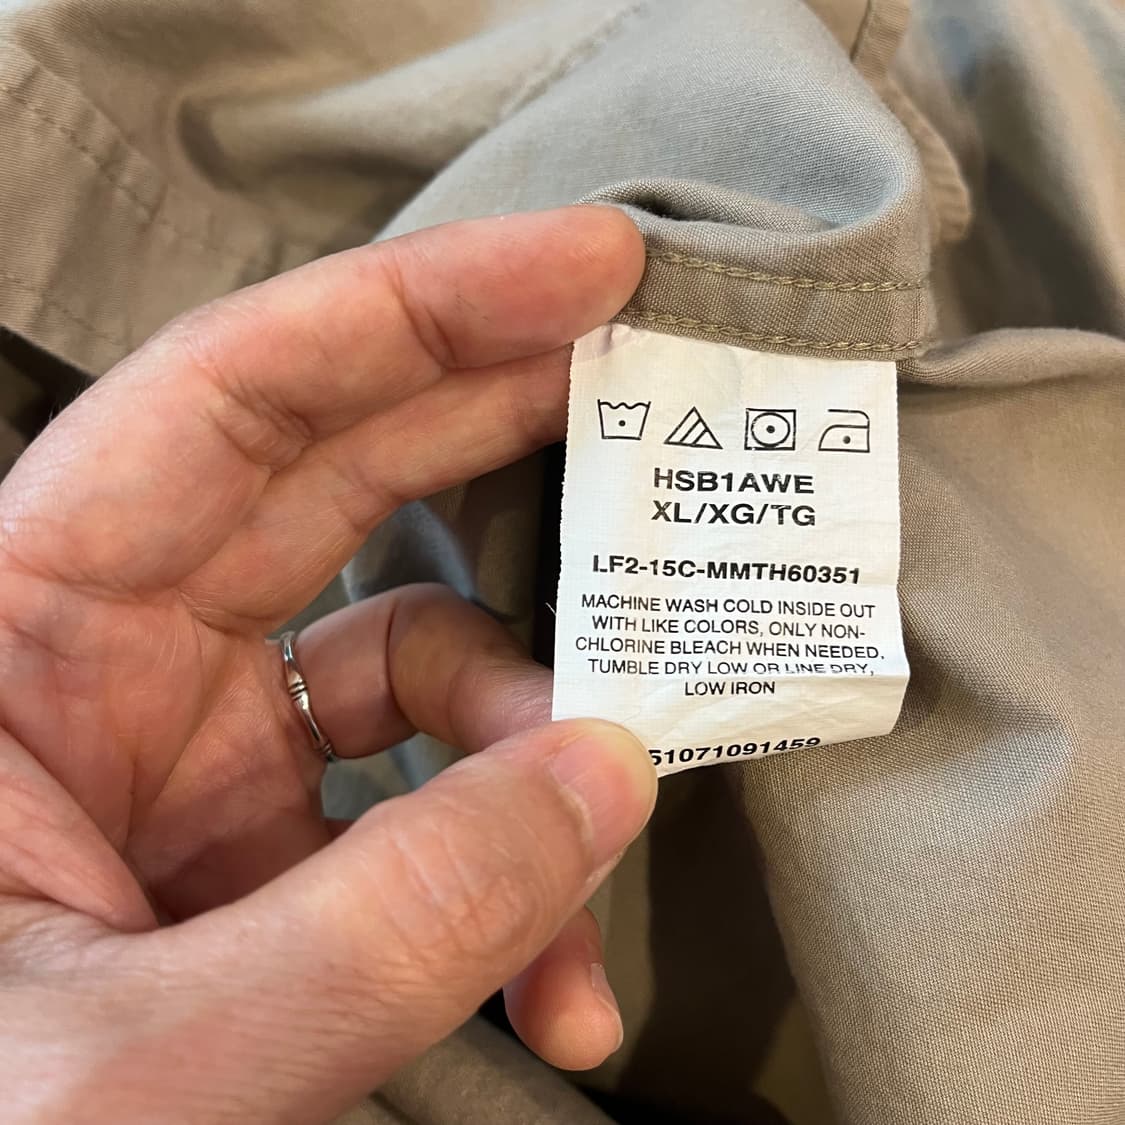 HSB1AWE
XL/XG/TG
LF2-15C-MMTH60351
MACHINE WASH COLD INSIDE OUT
WITH LIKE COLORS, ONLY NON-
CHLORINE BLEACH WHEN NEEDED.
TUMBLE DRY LOW OR LINE DRY,
LOW IRON
51071091459